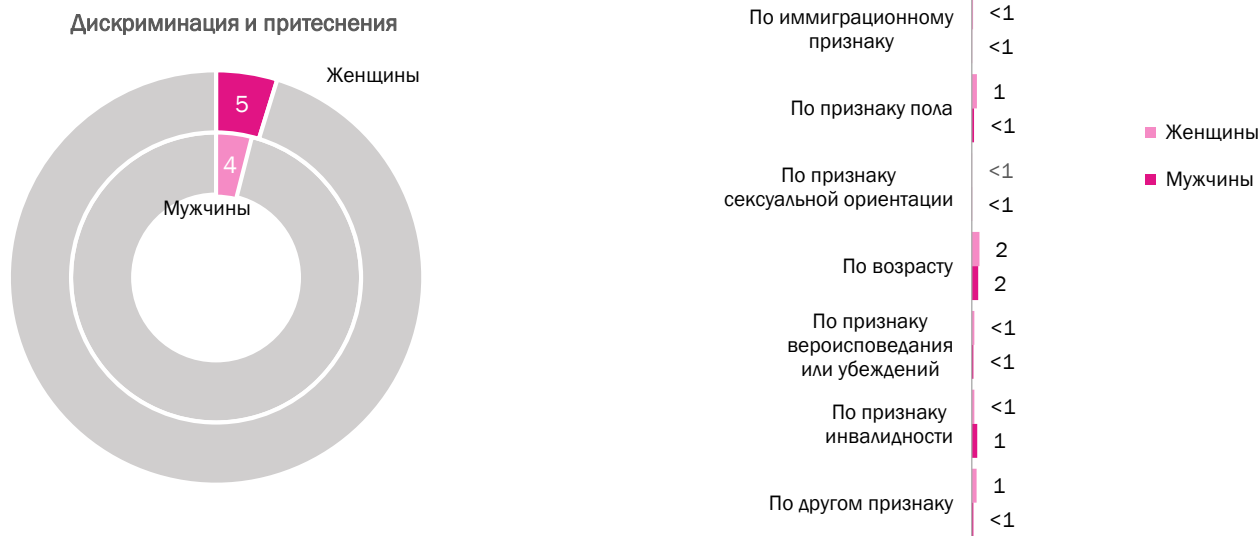 Дискриминация и притеснения
Женщины
5
4
Мужчины
По иммиграционному
признаку
<1
<1
По признаку пола
1
<1
По признаку
сексуальной ориентации
<1
<1
По возрасту
2
2
По признаку
вероисповедания
или убеждений
<1
<1
По признаку
инвалидности
<1
1
По другом признаку
1
<1
Женщины
Мужчины